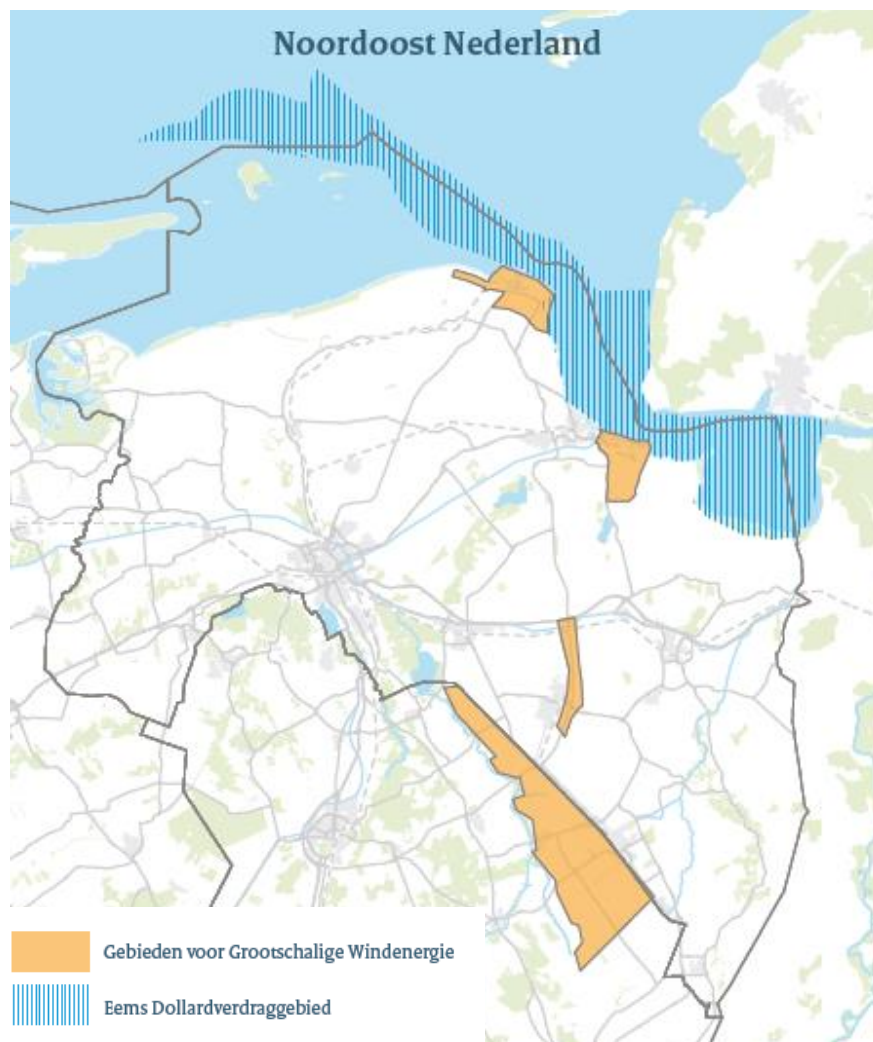 Noordoost Nederland
Gebieden voor Grootschalige Windenergie
Eems Dollardverdraggebied